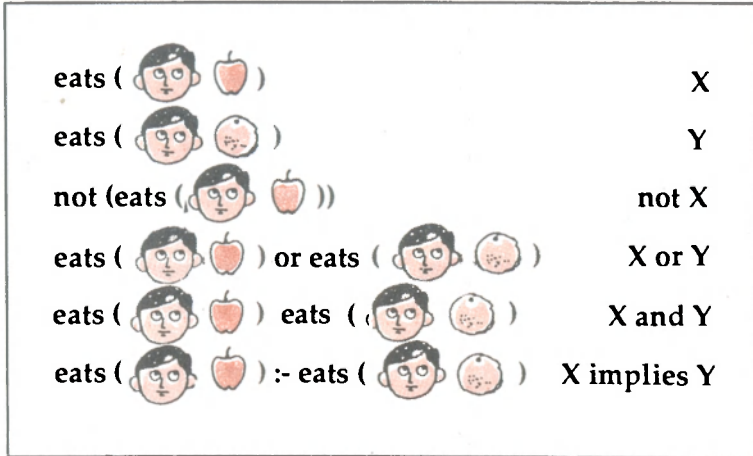 eats ( ) X
eats ( ) Y
not (eats ( )) not X
eats ( ) or eats ( ) X or Y
eats ( ) eats ( ) X and Y
eats ( ) :- eats ( ) X implies Y